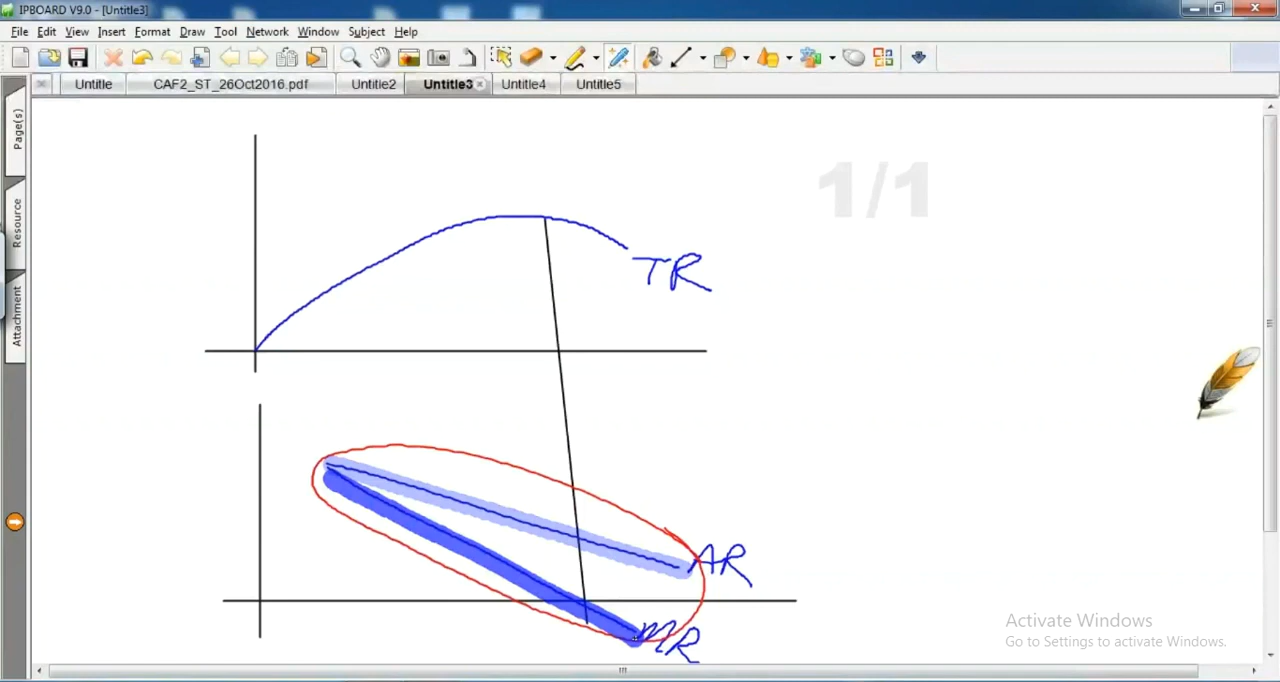 IPBOARD V9.0 - [Untitle3]
File Edit View Insert Format Draw Tool Network Window Subject Help
Untitle CAF2_ST_26Oct2016.pdf Untitle2 Untitle3 Untitle4 Untitle5
Page(s)
Resource
Attachment
1/1
TR
AR
MR
Activate Windows
Go to Settings to activate Windows.